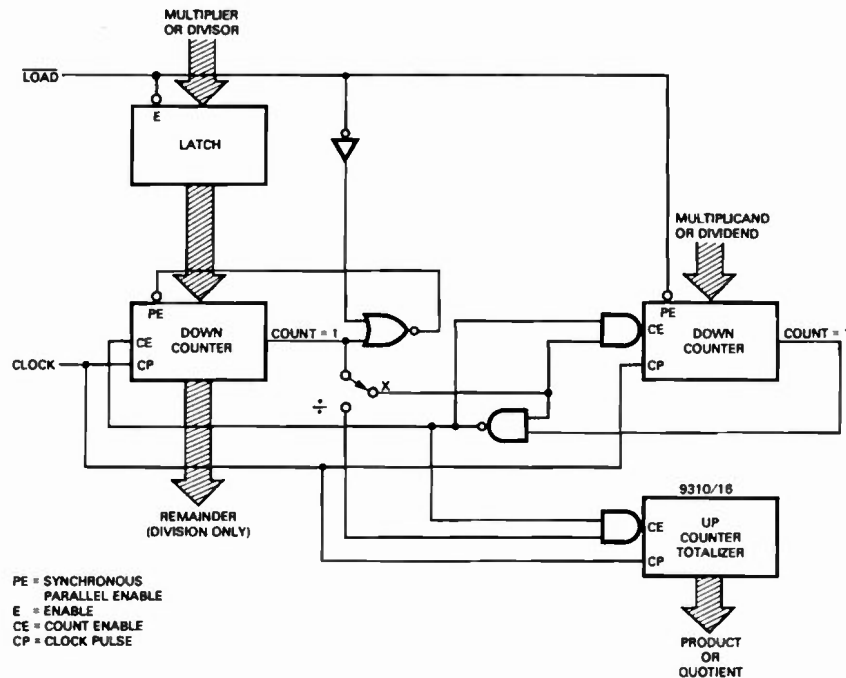 MULTIPLIER
OR DIVISOR
LOAD
E
LATCH
MULTIPLICAND
OR DIVIDEND
PE
DOWN
COUNTER
CE
CP
COUNT = 1
CLOCK
PE
CE
DOWN
COUNTER
CP
COUNT = 1
X
÷
REMAINDER
(DIVISION ONLY)
9310/16
CE
UP
COUNTER
TOTALIZER
CP
PE = SYNCHRONOUS
PARALLEL ENABLE
E = ENABLE
CE = COUNT ENABLE
CP = CLOCK PULSE
PRODUCT
OR
QUOTIENT